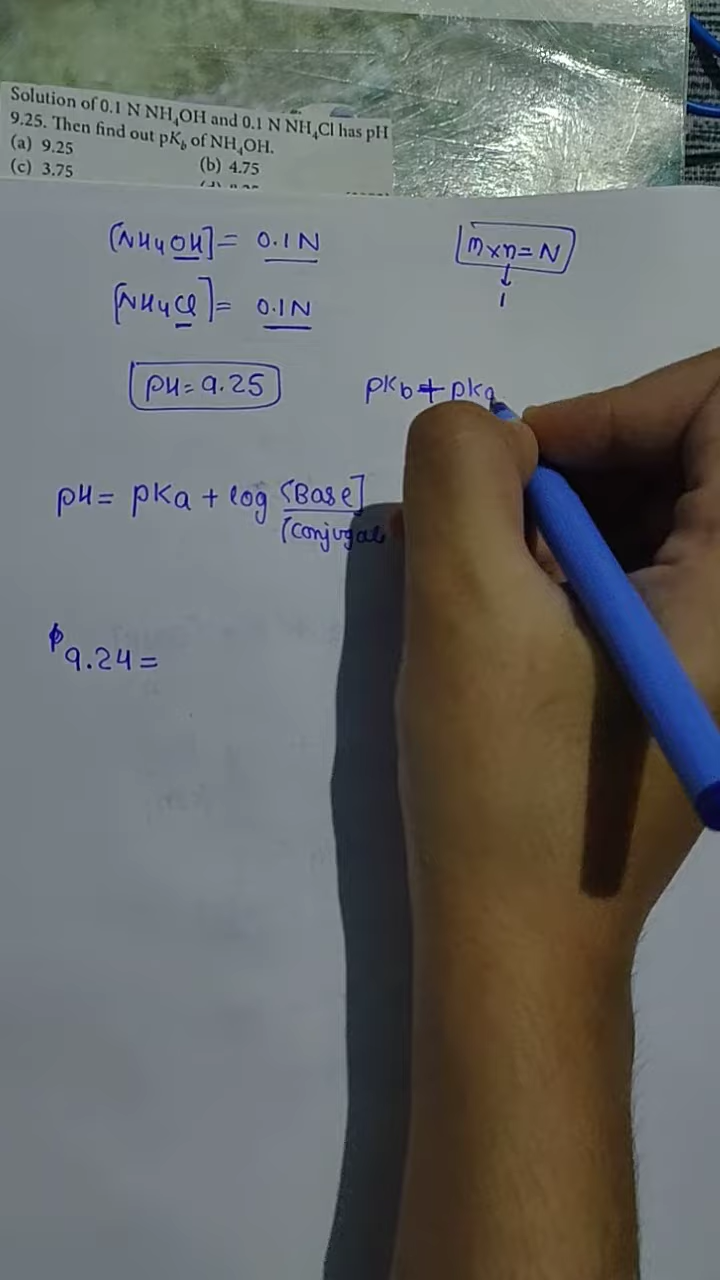 Solution of 0.1 N NH₄OH and 0.1 N NH₄Cl has pH
9.25. Then find out pK_b of NH₄OH.
(a) 9.25 (b) 4.75
(c) 3.75
[NH4OH] = 0.1N
m×n=N
1
[NH4Cl] = 0.1N
pH=9.25
pKb+pKa
pH= pKa + log [Base]
[Conjugae
9.24=